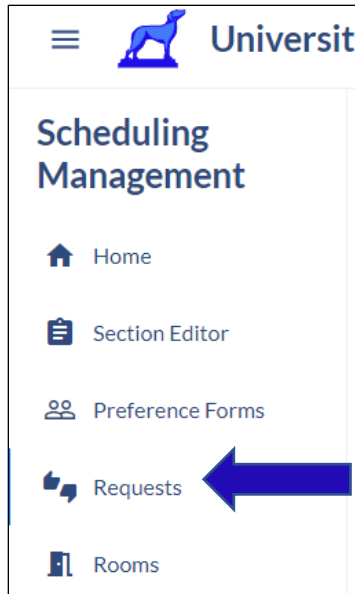 Universit
Scheduling
Management
Home
Section Editor
Preference Forms
Requests
Rooms